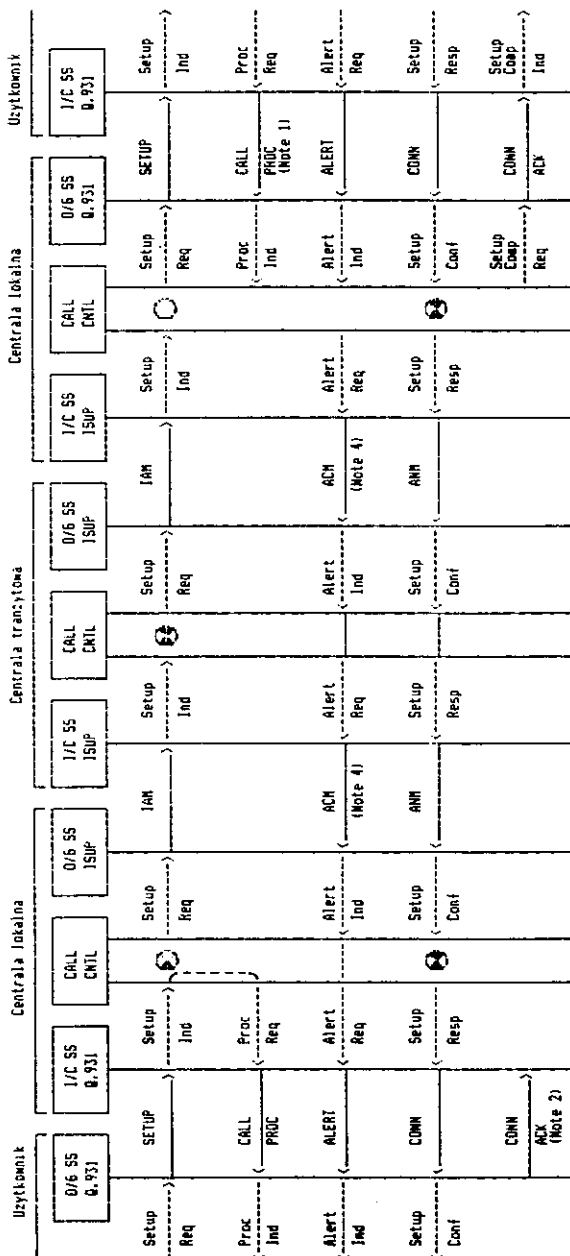 Użytkownik Centrala lokalna Centrala tranzytowa Centrala lokalna Użytkownik
O/G SS I/C SS CALL O/G SS I/C SS CALL O/G SS I/C SS CALL O/G SS I/C SS
Q.931 Q.931 CNTL ISUP ISUP CNTL ISUP ISUP CNTL Q.931 Q.931
Setup SETUP Setup Setup IAM Setup Setup IAM Setup Setup SETUP Setup
Req Ind Req Ind Req Ind Req Ind
Proc CALL Proc Proc CALL Proc
Ind PROC Req Ind PROC Req
(Note 1)
Alert ALERT Alert Alert ACM Alert Alert ACM Alert Alert ALERT Alert
Ind Req Ind (Note 4) Req Ind (Note 4) Req Ind Req
Setup CONN Setup Setup ANM Setup Setup ANM Setup Setup CONN Setup
Conf Resp Conf Resp Conf Resp Conf Resp
CONN Setup CONN Setup
ACK Comp ACK Comp
(Note 2) Req Ind